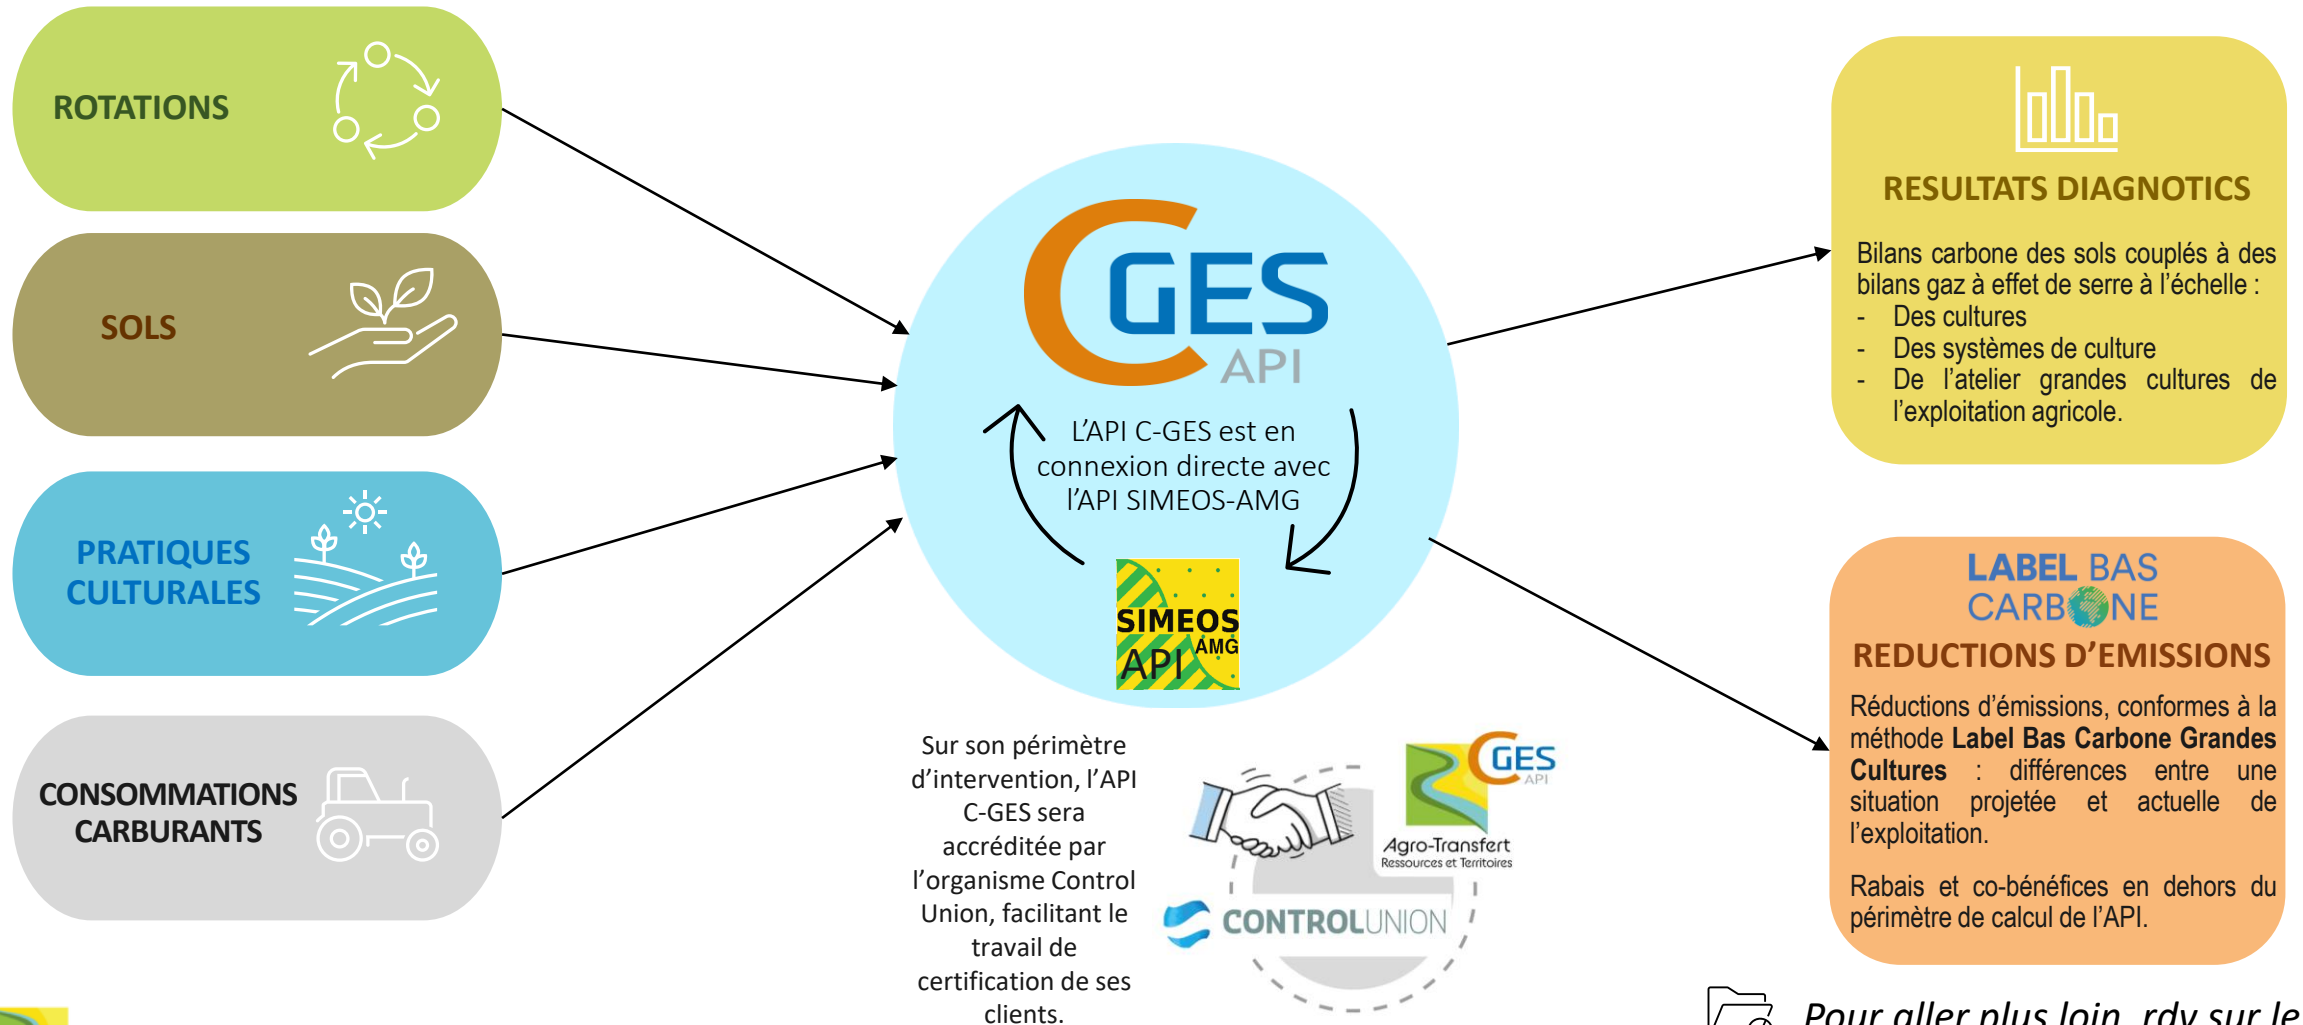 ROTATIONS
SOLS
PRATIQUES
CULTURALES
CONSOMMATIONS
CARBURANTS
CGES
API
L’API C-GES est en
connexion directe avec
l’API SIMEOS-AMG
SIMEOS
AMG
API
Sur son périmètre
d’intervention, l’API
C-GES sera
accréditée par
l’organisme Control
Union, facilitant le
travail de
certification de ses
clients.
CGES
API
Agro-Transfert
Ressources et Territoires
CONTROLUNION
RESULTATS DIAGNOTICS
Bilans carbone des sols couplés à des
bilans gaz à effet de serre à l’échelle :
- Des cultures
- Des systèmes de culture
- De l’atelier grandes cultures de
l’exploitation agricole.
LABEL BAS
CARBONE
REDUCTIONS D’EMISSIONS
Réductions d’émissions, conformes à la
méthode Label Bas Carbone Grandes
Cultures : différences entre une
situation projetée et actuelle de
l’exploitation.
Rabais et co-bénéfices en dehors du
périmètre de calcul de l’API.
Pour aller plus loin, rdv sur le